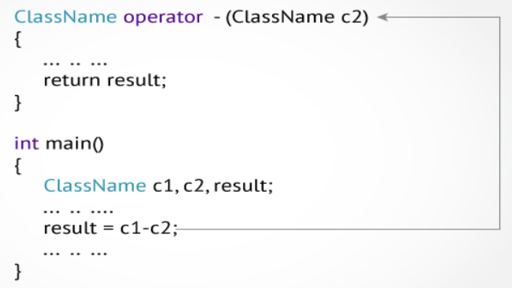 ClassName operator - (ClassName c2)
{
... .. ...
return result;
}
int main()
{
ClassName c1, c2, result;
... .. ....
result = c1-c2;
... .. ...
}